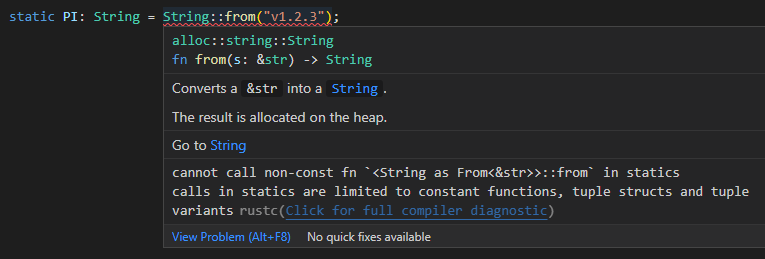 static PI: String = String::from("v1.2.3");
alloc::string::String
fn from(s: &str) -> String
Converts a &str into a String.
The result is allocated on the heap.
Go to String
cannot call non-const fn `<String as From<&str>>::from` in statics
calls in statics are limited to constant functions, tuple structs and tuple
variants rustc(Click for full compiler diagnostic)
View Problem (Alt+F8) No quick fixes available